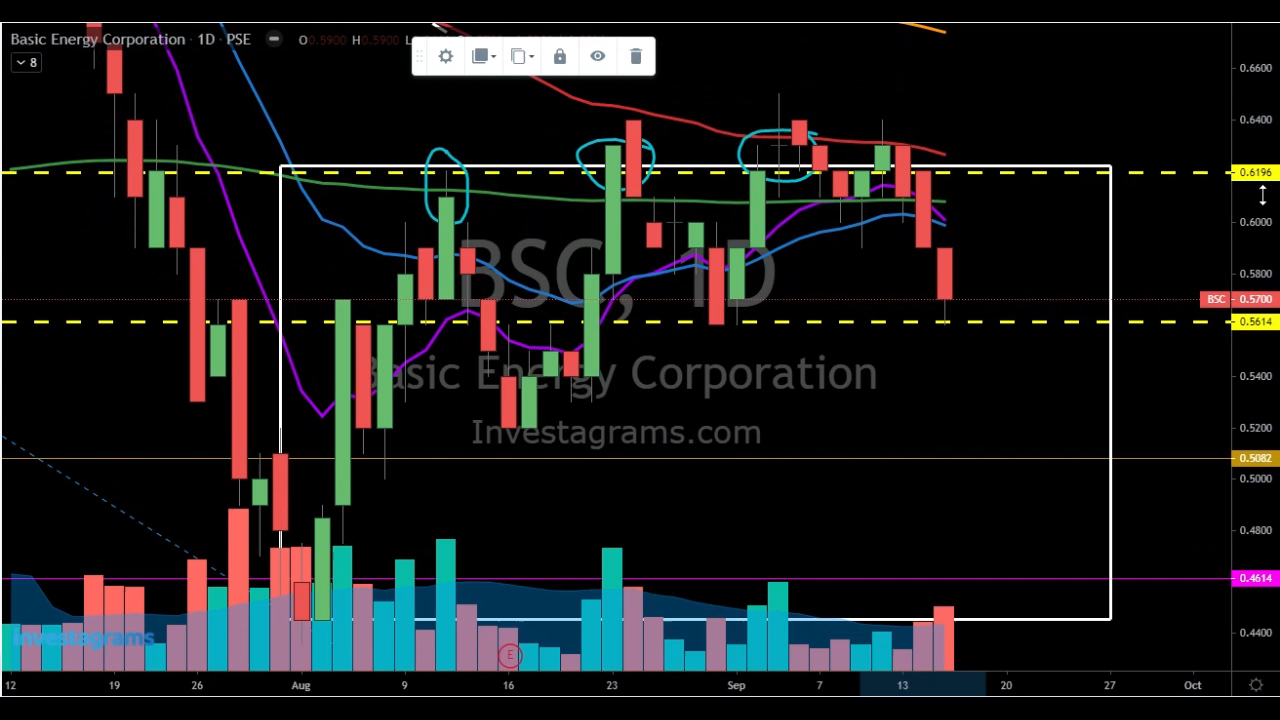 Basic Energy Corporation · 1D · PSE O0.5900 H0.5900
8
0.6600
0.6400
0.6196
0.6000
0.5800
BSC 0.5700
0.5614
0.5400
0.5200
0.5082
0.5000
0.4800
0.4614
0.4400
BSC, 1D
Basic Energy Corporation
Investagrams.com
investagrams
E
12 19 26 Aug 9 16 23 Sep 7 13 20 27 Oct